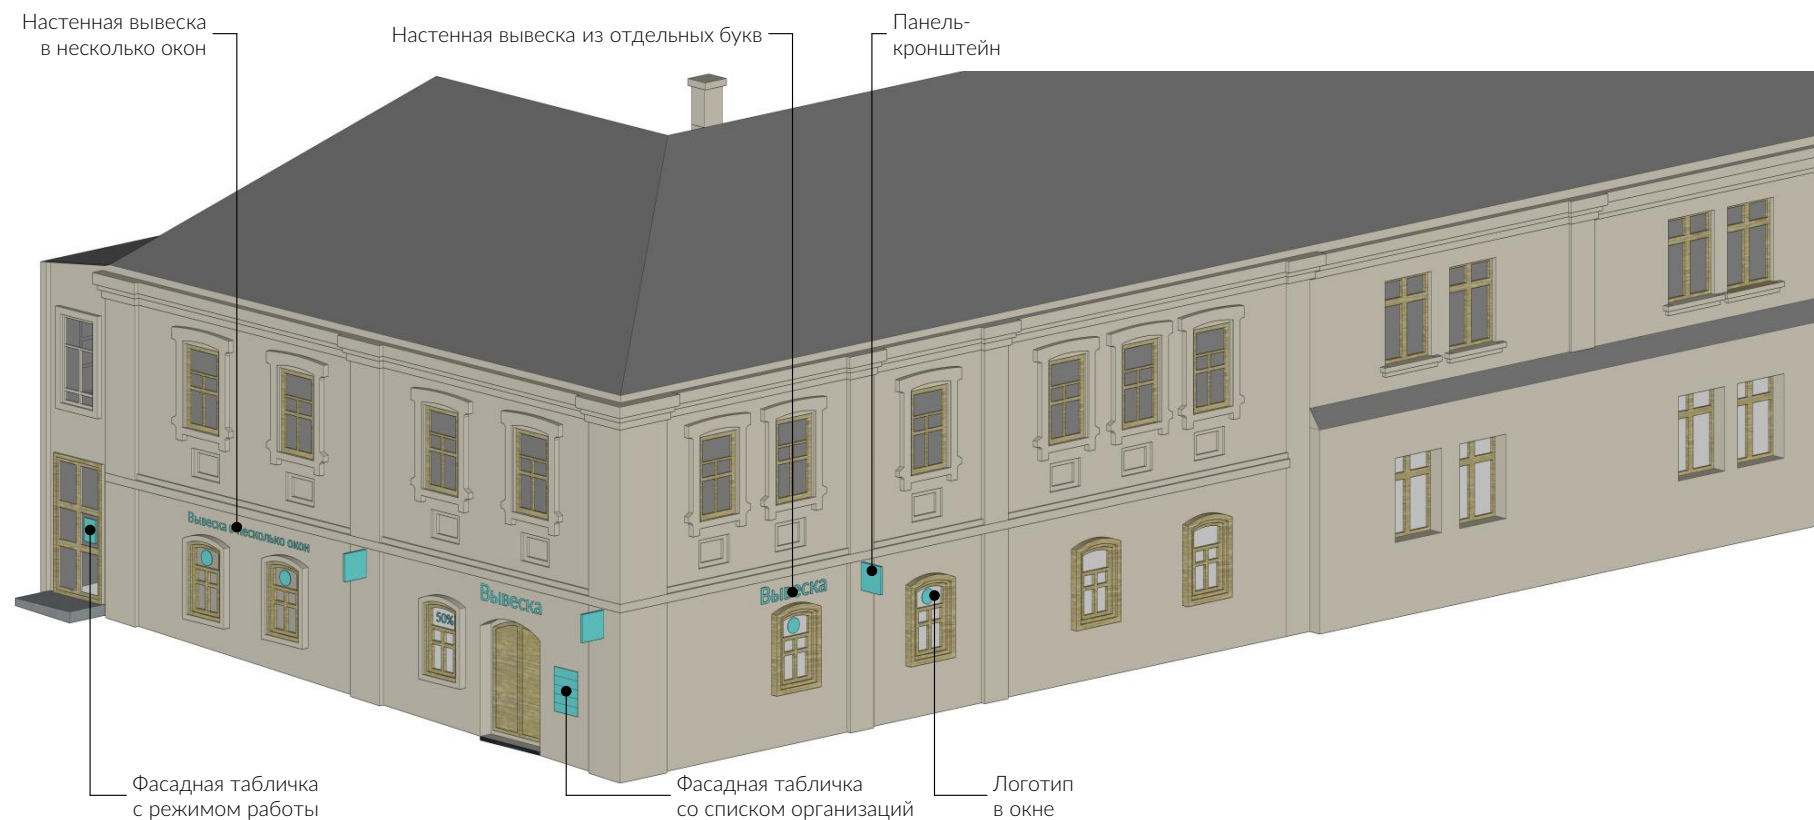 Настенная вывеска
в несколько окон
Настенная вывеска из отдельных букв
Панель-
кронштейн
Вывеска в несколько окон
Вывеска
50%
Вывеска
Фасадная табличка
с режимом работы
Фасадная табличка
со списком организаций
Логотип
в окне